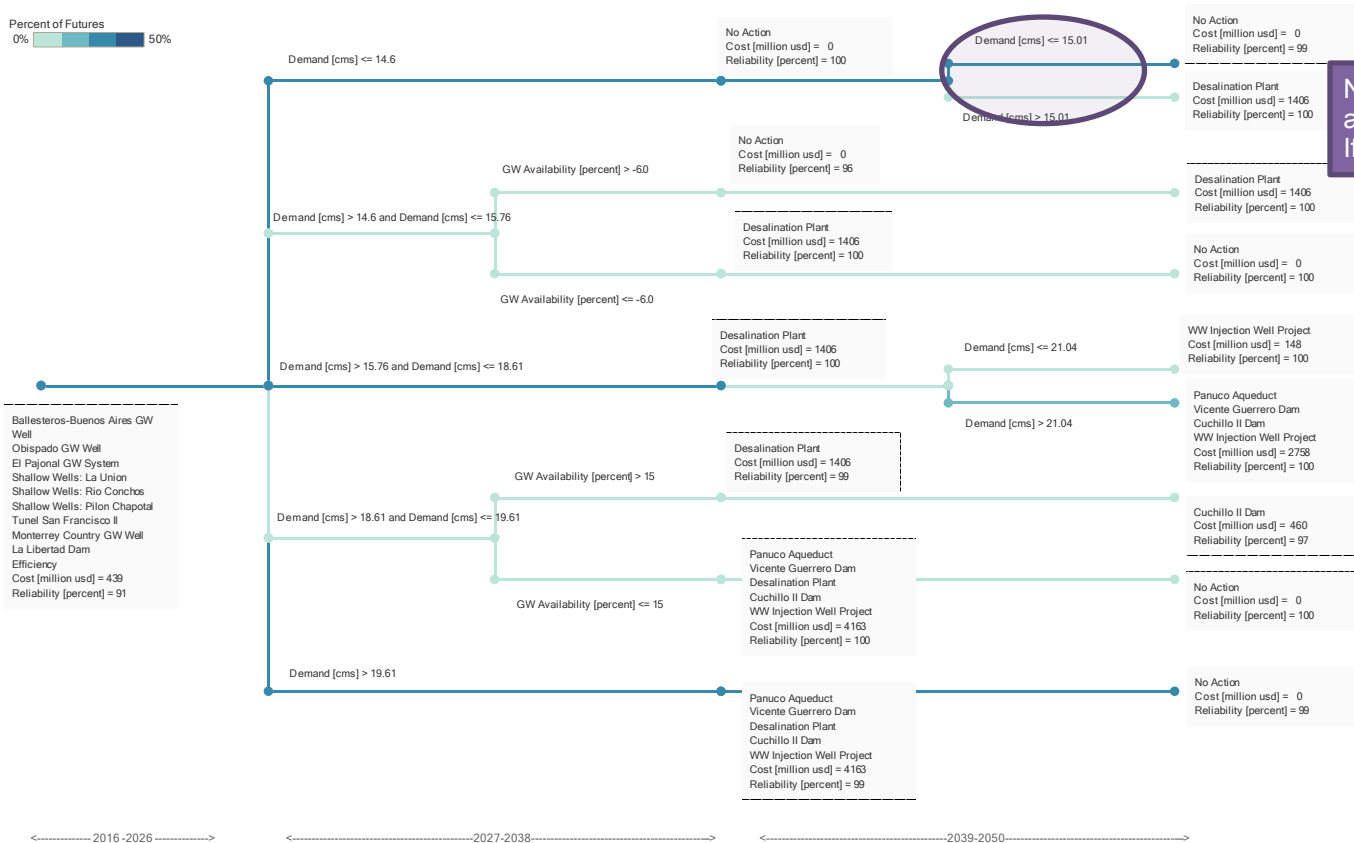 Percent of Futures
0% 50%
Demand [cms] <= 14.6
No Action
Cost [million usd] = 0
Reliability [percent] = 100
Demand [cms] <= 15.01
No Action
Cost [million usd] = 0
Reliability [percent] = 99
Demand [cms] > 15.01
Desalination Plant
Cost [million usd] = 1406
Reliability [percent] = 100
GW Availability [percent] > -6.0
No Action
Cost [million usd] = 0
Reliability [percent] = 96
Desalination Plant
Cost [million usd] = 1406
Reliability [percent] = 100
Demand [cms] > 14.6 and Demand [cms] <= 15.76
Desalination Plant
Cost [million usd] = 1406
Reliability [percent] = 100
No Action
Cost [million usd] = 0
Reliability [percent] = 100
GW Availability [percent] <= -6.0
Demand [cms] > 15.76 and Demand [cms] <= 18.61
Desalination Plant
Cost [million usd] = 1406
Reliability [percent] = 100
Demand [cms] <= 21.04
WW Injection Well Project
Cost [million usd] = 148
Reliability [percent] = 100
Demand [cms] > 21.04
Panuco Aqueduct
Vicente Guerrero Dam
Cuchillo II Dam
WW Injection Well Project
Cost [million usd] = 2758
Reliability [percent] = 100
Ballesteros-Buenos Aires GW
Well
Obispado GW Well
El Pajonal GW System
Shallow Wells: La Union
Shallow Wells: Rio Conchos
Shallow Wells: Pilon Chapotal
Tunel San Francisco II
Monterrey Country GW Well
La Libertad Dam
Efficiency
Cost [million usd] = 439
Reliability [percent] = 91
GW Availability [percent] > 15
Desalination Plant
Cost [million usd] = 1406
Reliability [percent] = 99
Cuchillo II Dam
Cost [million usd] = 460
Reliability [percent] = 97
Demand [cms] > 18.61 and Demand [cms] <= 19.61
GW Availability [percent] <= 15
Panuco Aqueduct
Vicente Guerrero Dam
Desalination Plant
Cuchillo II Dam
WW Injection Well Project
Cost [million usd] = 4163
Reliability [percent] = 100
No Action
Cost [million usd] = 0
Reliability [percent] = 100
Demand [cms] > 19.61
Panuco Aqueduct
Vicente Guerrero Dam
Desalination Plant
Cuchillo II Dam
WW Injection Well Project
Cost [million usd] = 4163
Reliability [percent] = 99
No Action
Cost [million usd] = 0
Reliability [percent] = 99
2016-2026
2027-2038
2039-2050